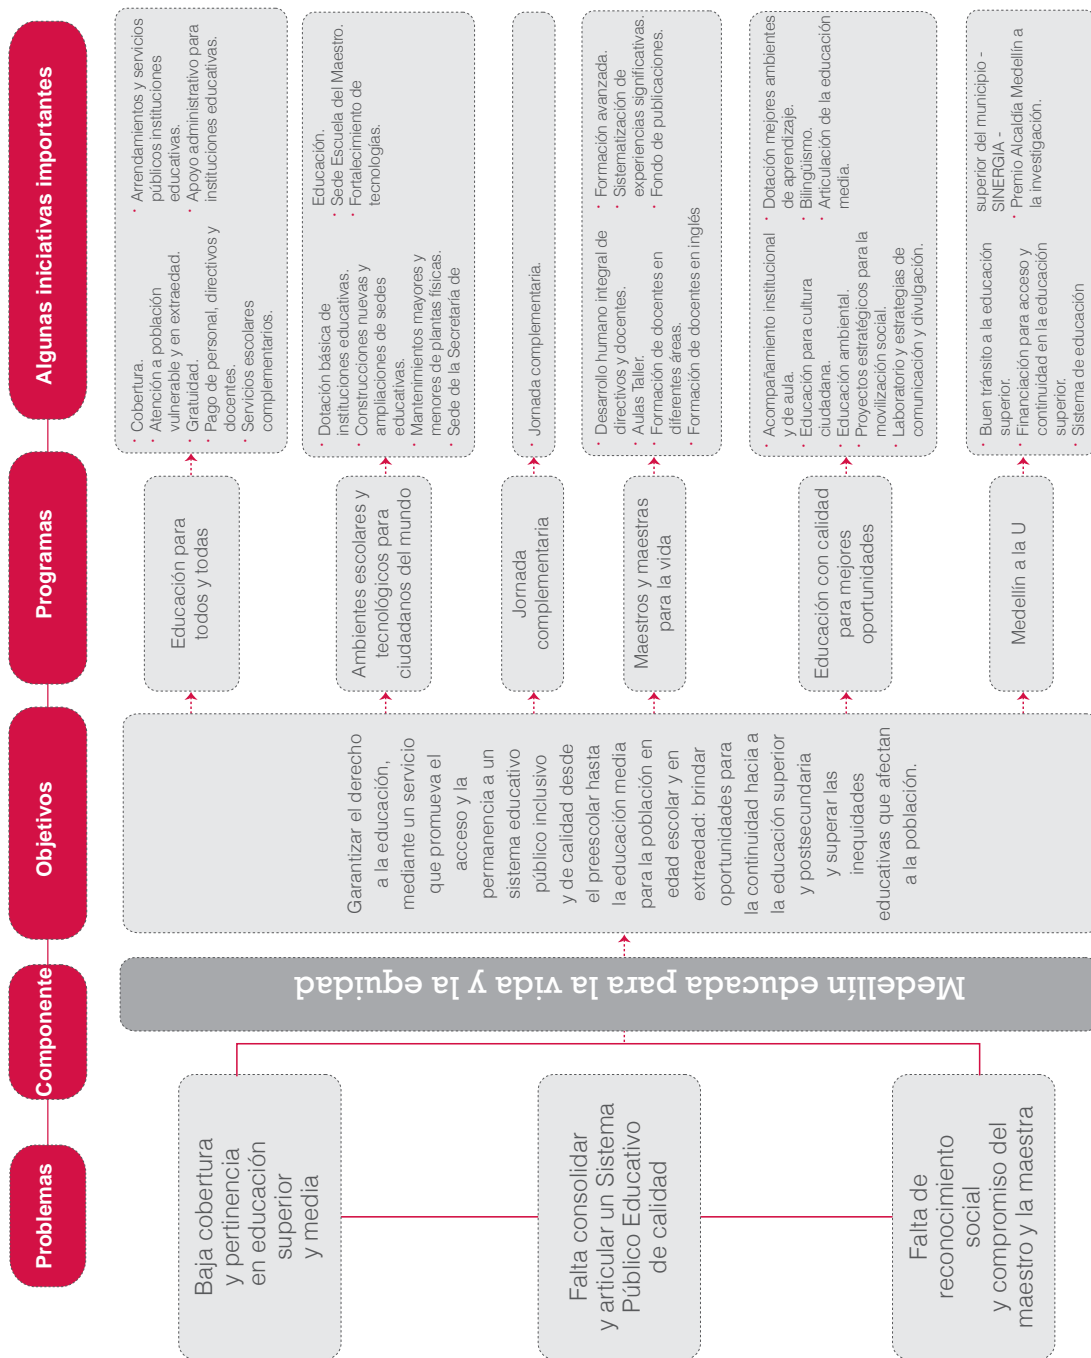 Problemas
Componente
Objetivos
Programas
Algunas iniciativas importantes
Baja cobertura
y pertinencia
en educación
superior
y media
Falta consolidar
y articular un Sistema
Público Educativo
de calidad
Falta de
reconocimiento
social
y compromiso del
maestro y la maestra
Medellín educada para la vida y la equidad
Garantizar el derecho
a la educación,
mediante un servicio
que promueva el
acceso y la
permanencia a un
sistema educativo
público inclusivo
y de calidad desde
el preescolar hasta
la educación media
para la población en
edad escolar y en
extraedad: brindar
oportunidades para
la continuidad hacia a
la educación superior
y postsecundaria
y superar las
inequidades
educativas que afectan
a la población.
Educación para
todos y todas
• Cobertura.
• Atención a población
vulnerable y en extraedad.
• Gratuidad.
• Pago de personal, directivos y
docentes.
• Servicios escolares
complementarios.
• Arrendamientos y servicios
públicos instituciones
educativas.
• Apoyo administrativo para
instituciones educativas.
Ambientes escolares y
tecnológicos para
ciudadanos del mundo
• Dotación básica de
instituciones educativas.
• Construcciones nuevas y
ampliaciones de sedes
educativas.
• Mantenimientos mayores y
menores de plantas físicas.
• Sede de la Secretaría de
Educación.
• Sede Escuela del Maestro.
• Fortalecimiento de
tecnologías.
Jornada
complementaria
• Jornada complementaria.
Maestros y maestras
para la vida
• Desarrollo humano integral de
directivos y docentes.
• Aulas Taller.
• Formación de docentes en
diferentes áreas.
• Formación de docentes en inglés
• Formación avanzada.
• Sistematización de
experiencias significativas.
• Fondo de publicaciones.
Educación con calidad
para mejores
oportunidades
• Acompañamiento institucional
y de aula.
• Educación para cultura
ciudadana.
• Educación ambiental.
• Proyectos estratégicos para la
movilización social.
• Laboratorio y estrategias de
comunicación y divulgación.
• Dotación mejores ambientes
de aprendizaje.
• Bilingüismo.
• Articulación de la educación
media.
Medellín a la U
• Buen tránsito a la educación
superior.
• Financiación para acceso y
continuidad en la educación
superior.
• Sistema de educación
superior del municipio -
SINERGIA -
• Premio Alcaldía Medellín a
la investigación.